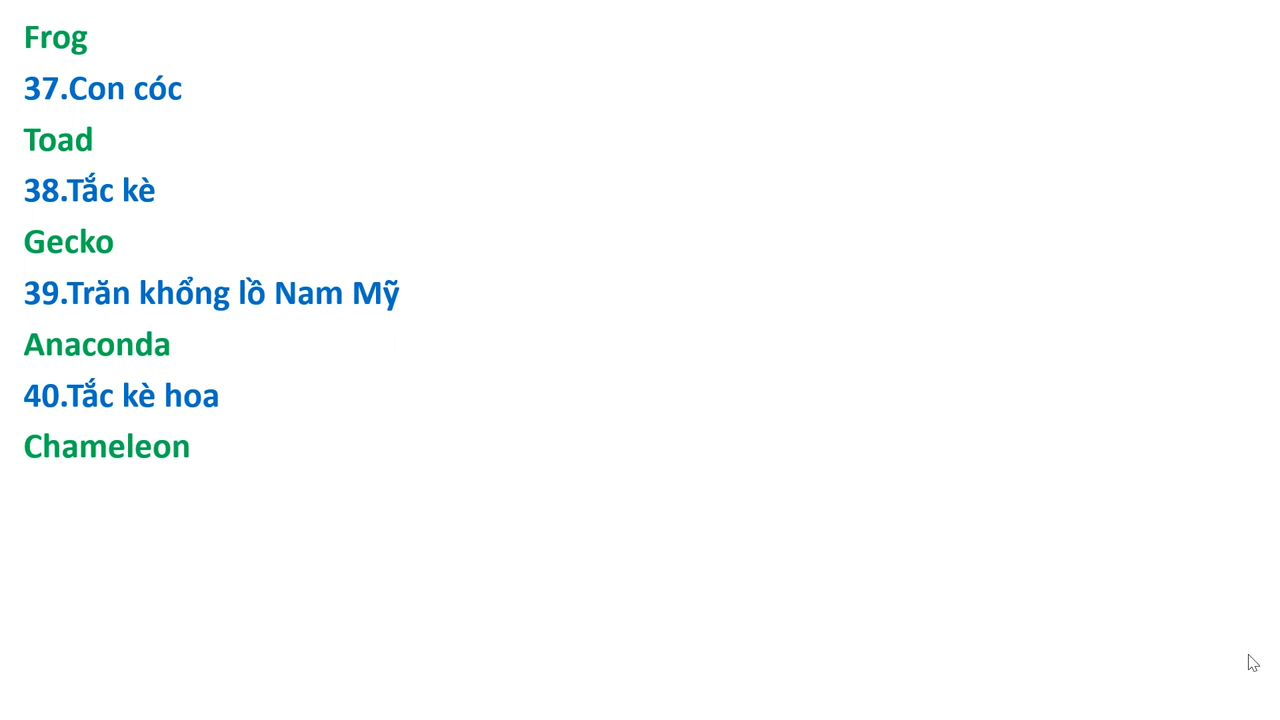 Frog
37.Con cóc
Toad
38.Tắc kè
Gecko
39.Trăn khổng lồ Nam Mỹ
Anaconda
40.Tắc kè hoa
Chameleon